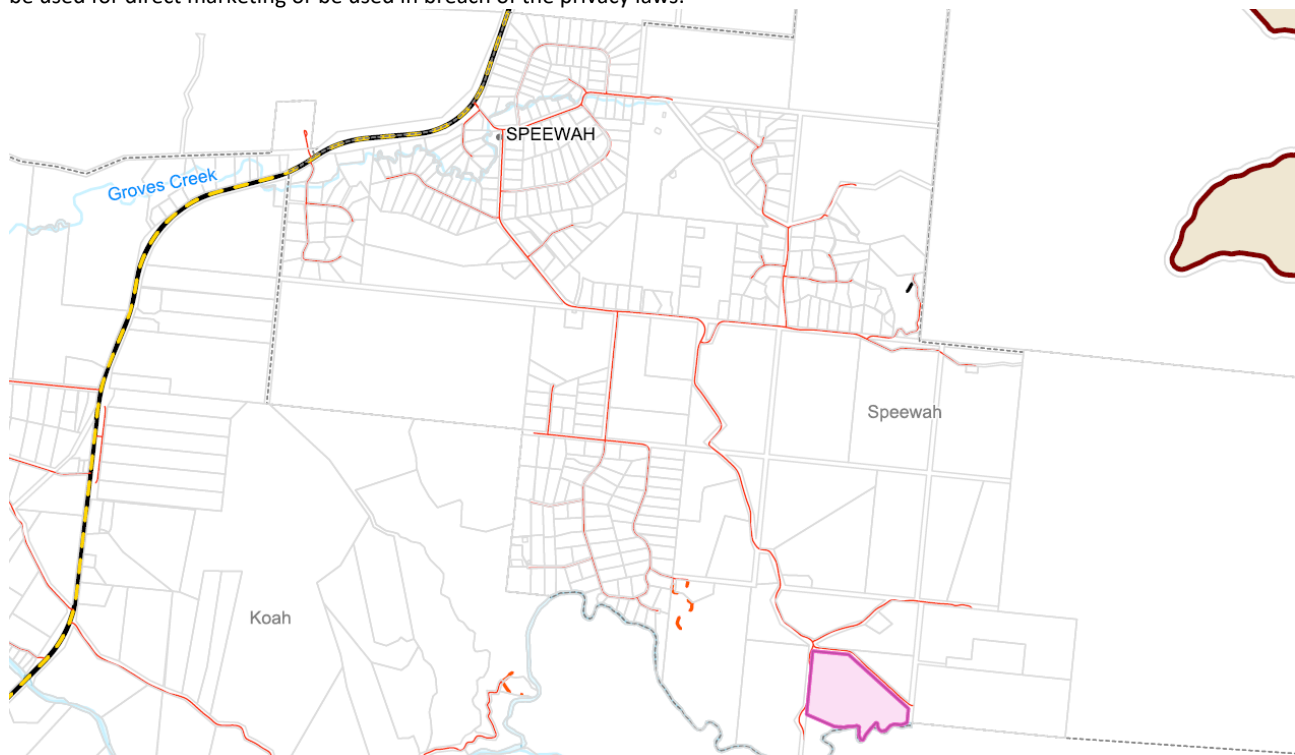 be used for direct marketing or be used in breach of the privacy laws.
SPEEWAH
Groves Creek
Speewah
Koah